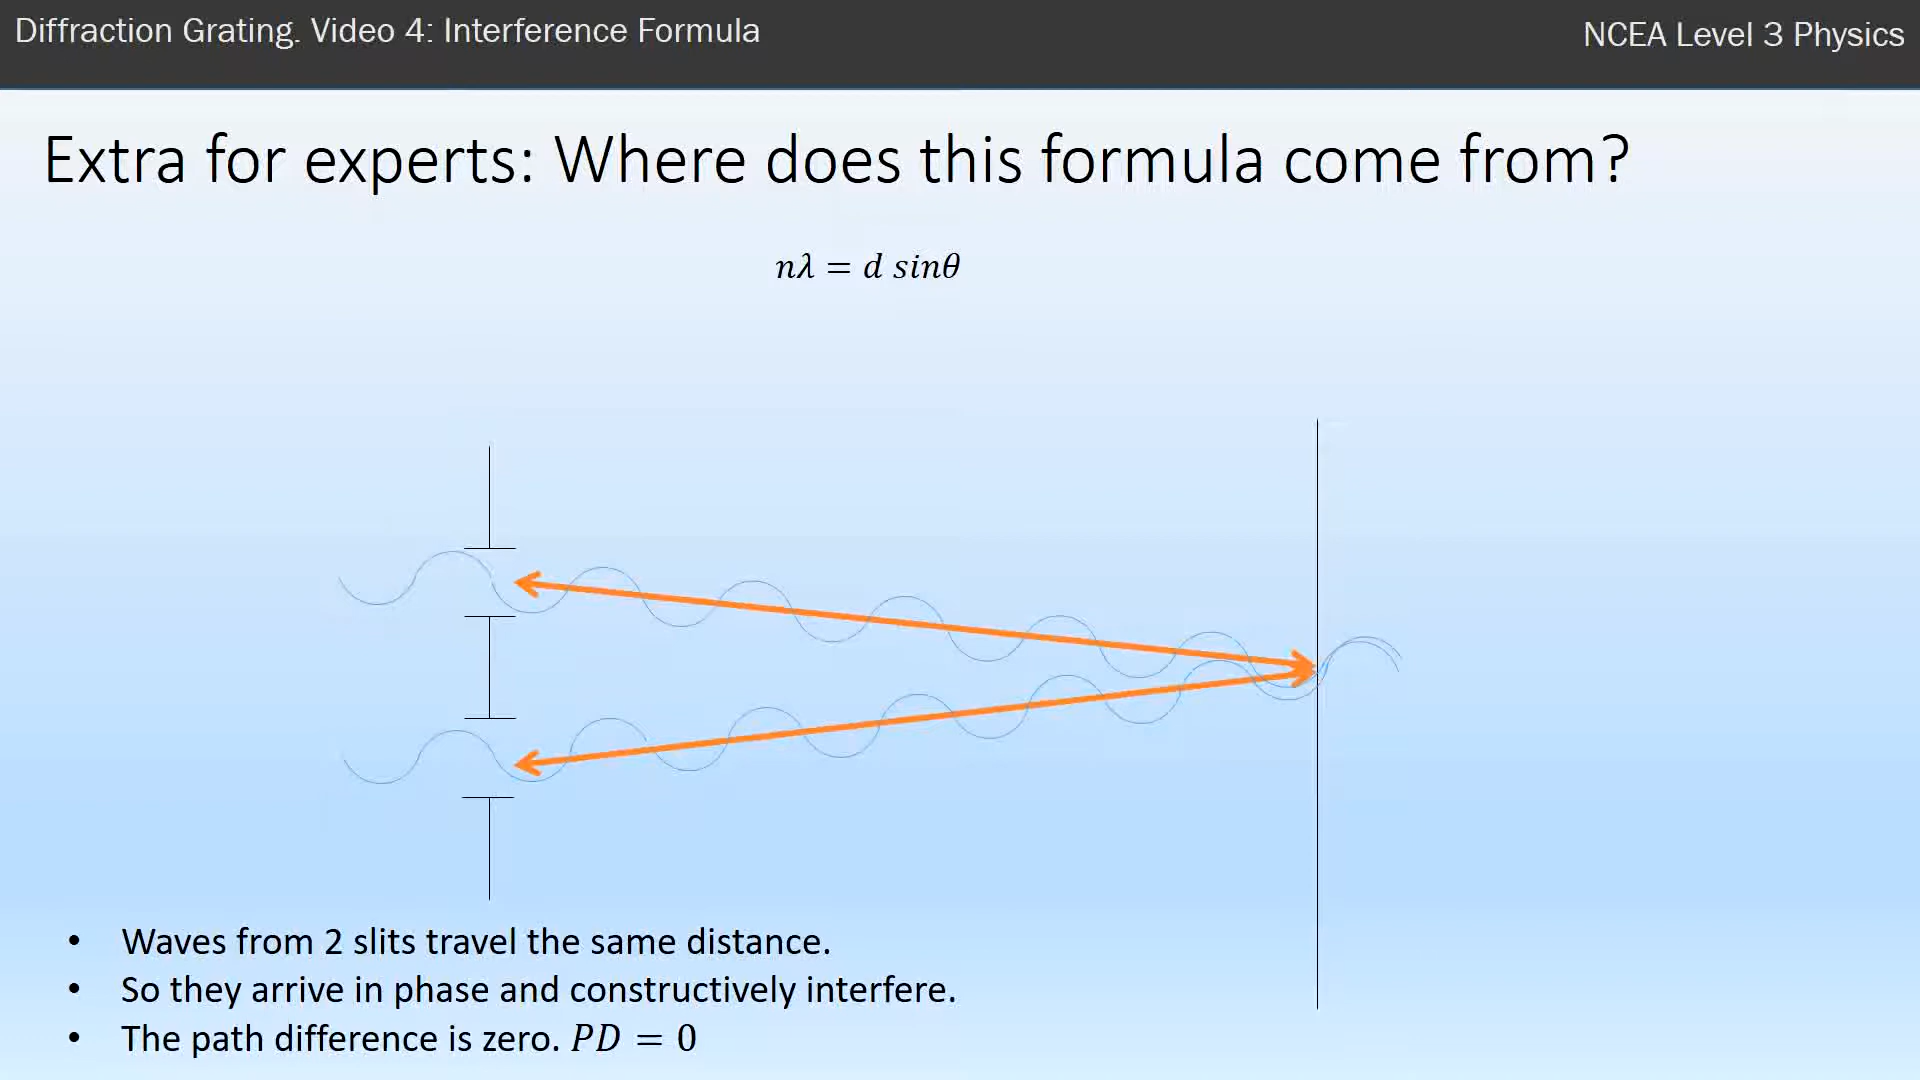 Diffraction Grating. Video 4: Interference Formula
NCEA Level 3 Physics
Extra for experts: Where does this formula come from?
nλ = d sinθ
• Waves from 2 slits travel the same distance.
• So they arrive in phase and constructively interfere.
• The path difference is zero. PD = 0